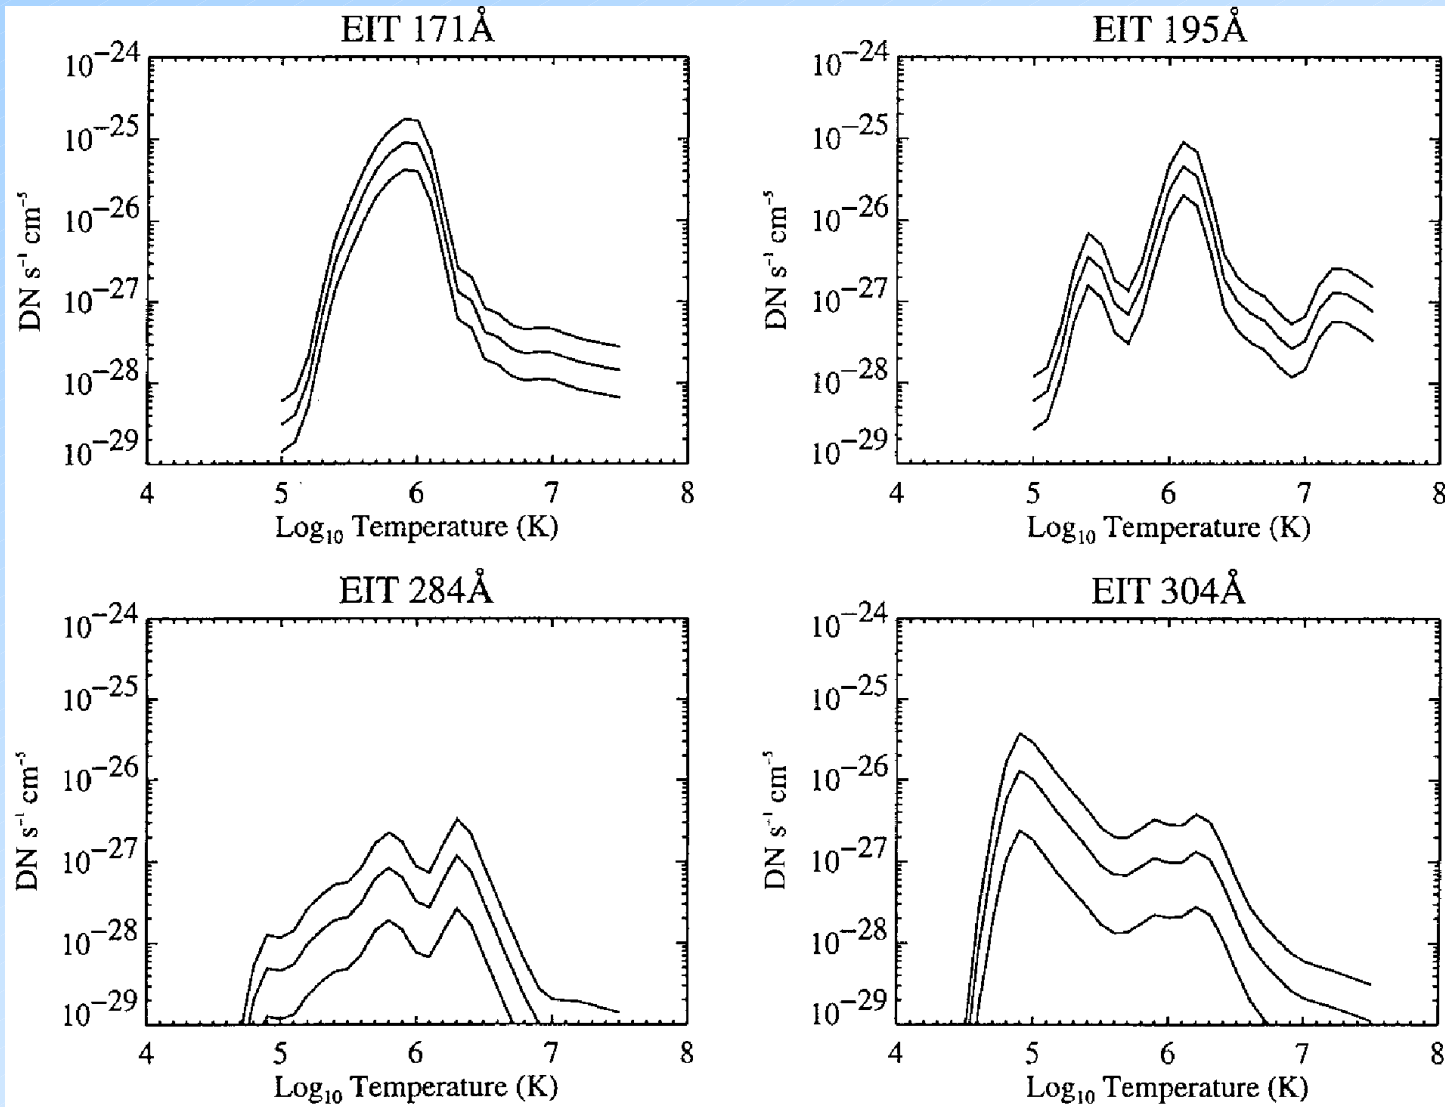 EIT 171Å
10⁻²⁴
10⁻²⁵
10⁻²⁶
10⁻²⁷
10⁻²⁸
10⁻²⁹
DN s⁻¹ cm⁻⁵
4 5 6 7 8
Log₁₀ Temperature (K)
EIT 195Å
10⁻²⁴
10⁻²⁵
10⁻²⁶
10⁻²⁷
10⁻²⁸
10⁻²⁹
DN s⁻¹ cm⁻⁵
4 5 6 7 8
Log₁₀ Temperature (K)
EIT 284Å
10⁻²⁴
10⁻²⁵
10⁻²⁶
10⁻²⁷
10⁻²⁸
10⁻²⁹
DN s⁻¹ cm⁻⁵
4 5 6 7 8
Log₁₀ Temperature (K)
EIT 304Å
10⁻²⁴
10⁻²⁵
10⁻²⁶
10⁻²⁷
10⁻²⁸
10⁻²⁹
DN s⁻¹ cm⁻⁵
4 5 6 7 8
Log₁₀ Temperature (K)